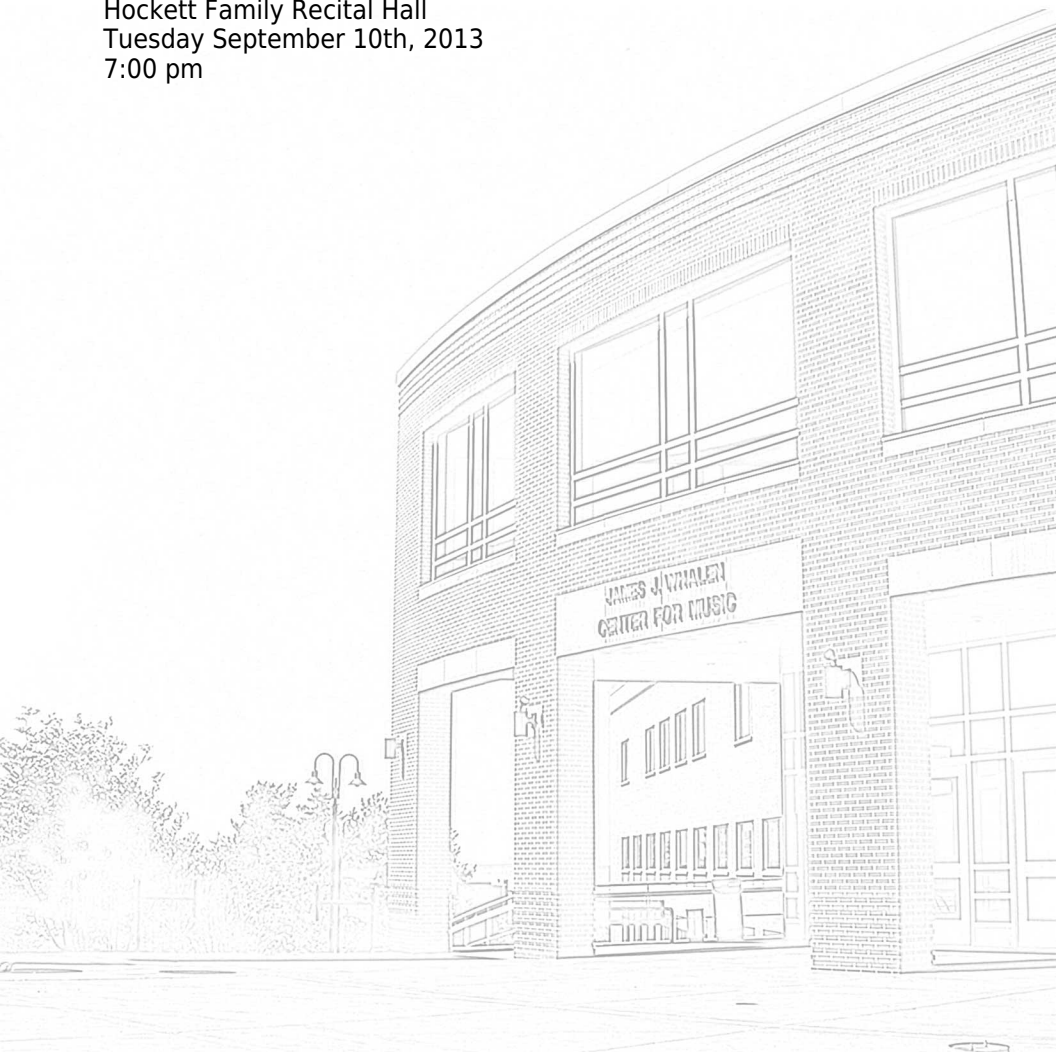 Hockett Family Recital Hall
Tuesday September 10th, 2013
7:00 pm
JAMES J. WHALEN
CENTER FOR MUSIC